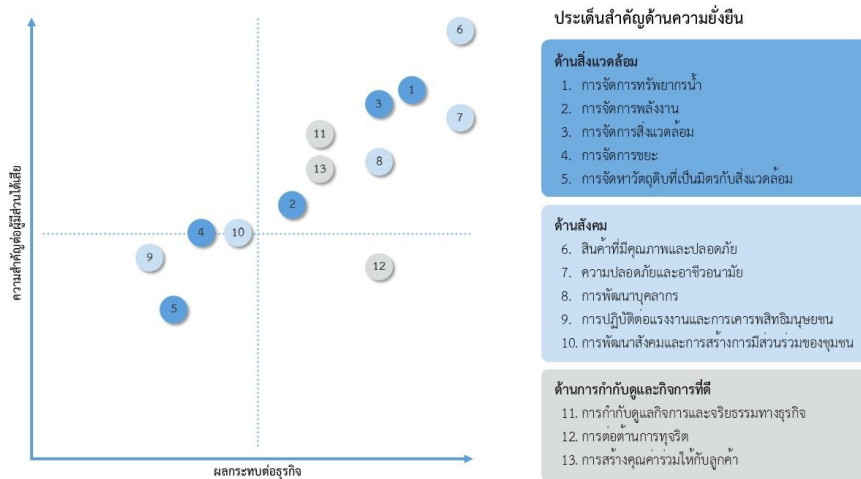 ประเด็นสำคัญด้านความยั่งยืน
6
1
3
7
11
8
13
2
4
10
9
12
5
ความสำคัญต่อผู้มีส่วนได้เสีย
ผลกระทบต่อธุรกิจ
ด้านสิ่งแวดล้อม
1. การจัดการทรัพยากรน้ำ
2. การจัดการพลังงาน
3. การจัดการสิ่งแวดล้อม
4. การจัดการขยะ
5. การจัดหาวัตถุดิบที่เป็นมิตรกับสิ่งแวดล้อม
ด้านสังคม
6. สินค้าที่มีคุณภาพและปลอดภัย
7. ความปลอดภัยและอาชีวอนามัย
8. การพัฒนาบุคลากร
9. การปฏิบัติต่อแรงงานและการเคารพสิทธิมนุษยชน
10. การพัฒนาสังคมและการสร้างการมีส่วนร่วมของชุมชน
ด้านการกำกับดูและกิจการที่ดี
11. การกำกับดูแลกิจการและจริยธรรมทางธุรกิจ
12. การต่อต้านการทุจริต
13. การสร้างคุณค่าร่วมให้กับลูกค้า